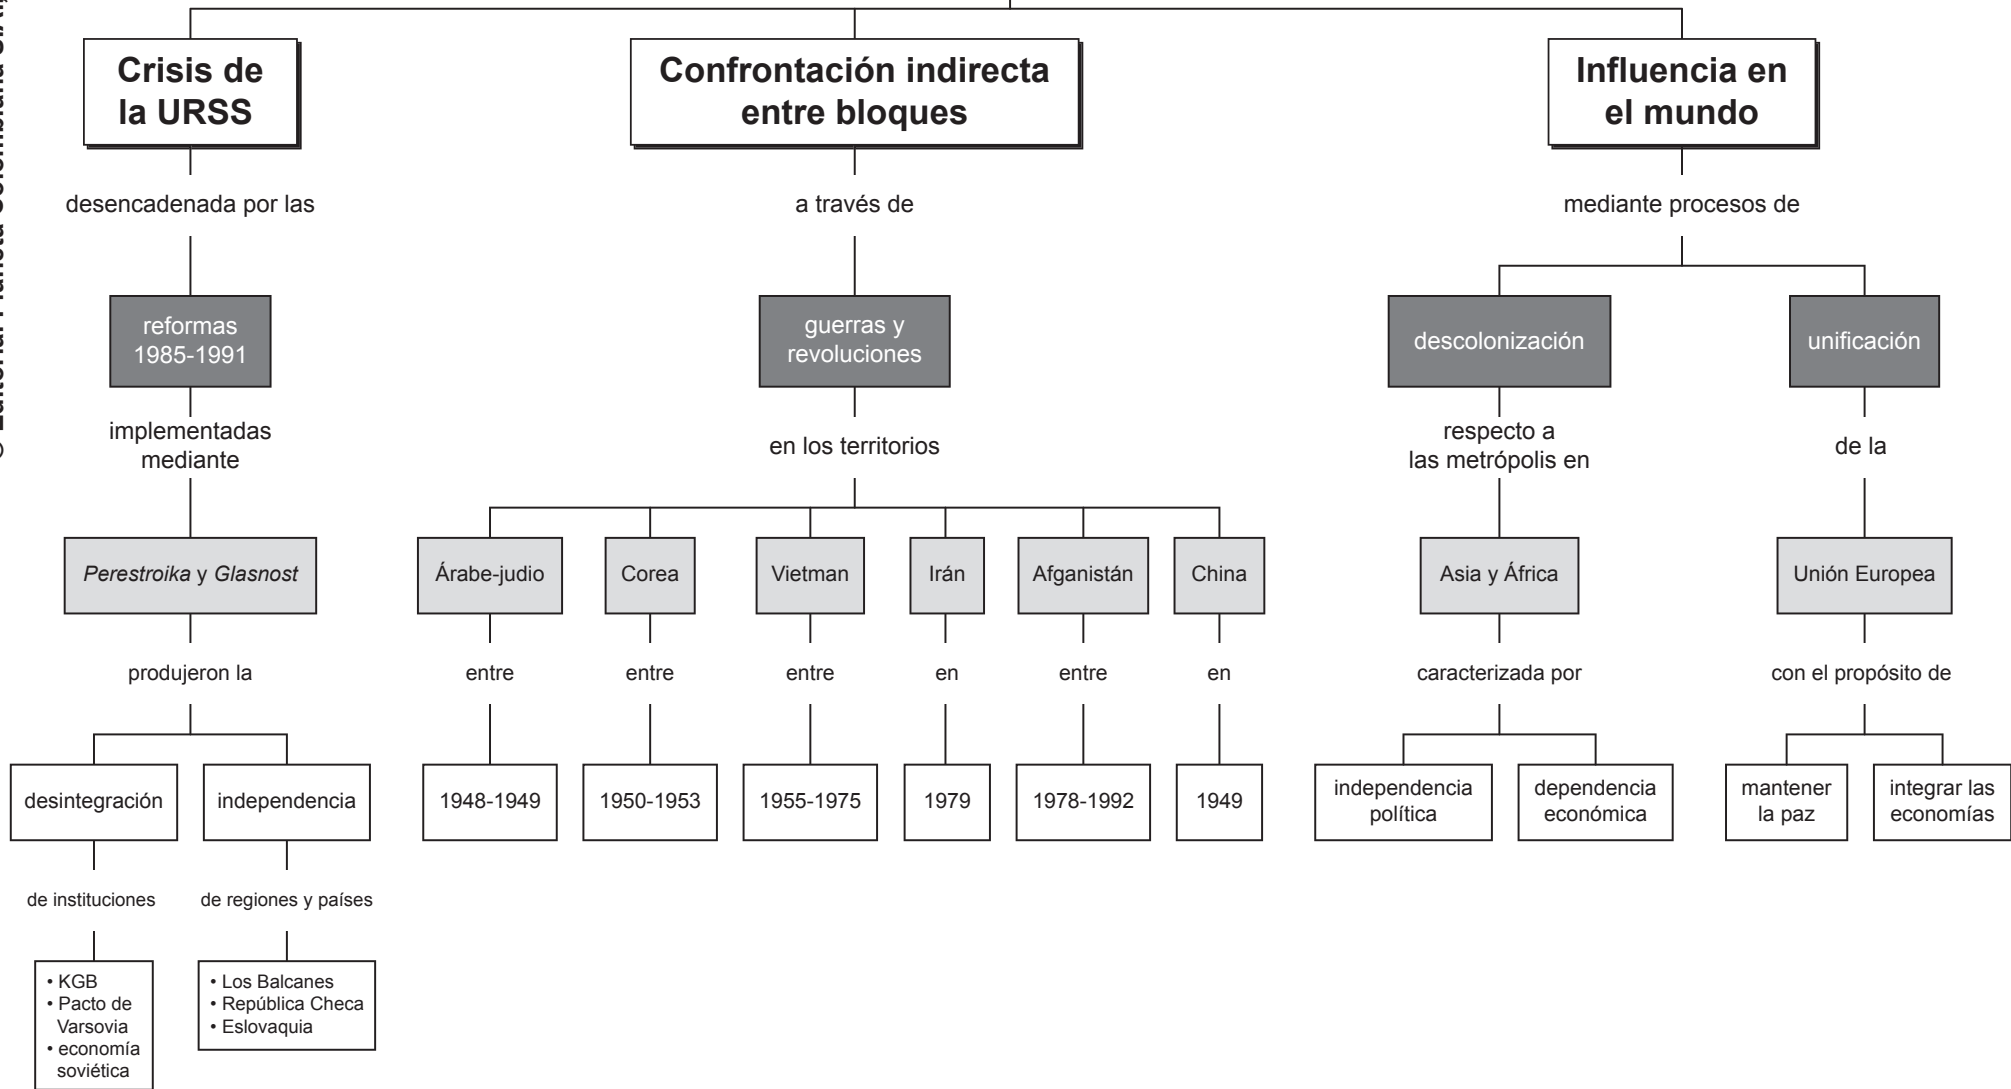 Crisis de
la URSS
Confrontación indirecta
entre bloques
Influencia en
el mundo
desencadenada por las
a través de
mediante procesos de
reformas
1985-1991
guerras y
revoluciones
descolonización
unificación
implementadas
mediante
en los territorios
respecto a
las metrópolis en
de la
Perestroika y Glasnost
Árabe-judio
Corea
Vietman
Irán
Afganistán
China
Asia y África
Unión Europea
produjeron la
entre
entre
entre
en
entre
en
caracterizada por
con el propósito de
desintegración
independencia
1948-1949
1950-1953
1955-1975
1979
1978-1992
1949
independencia
política
dependencia
económica
mantener
la paz
integrar las
economías
de instituciones
de regiones y países
• KGB
• Pacto de
Varsovia
• economía
soviética
• Los Balcanes
• República Checa
• Eslovaquia